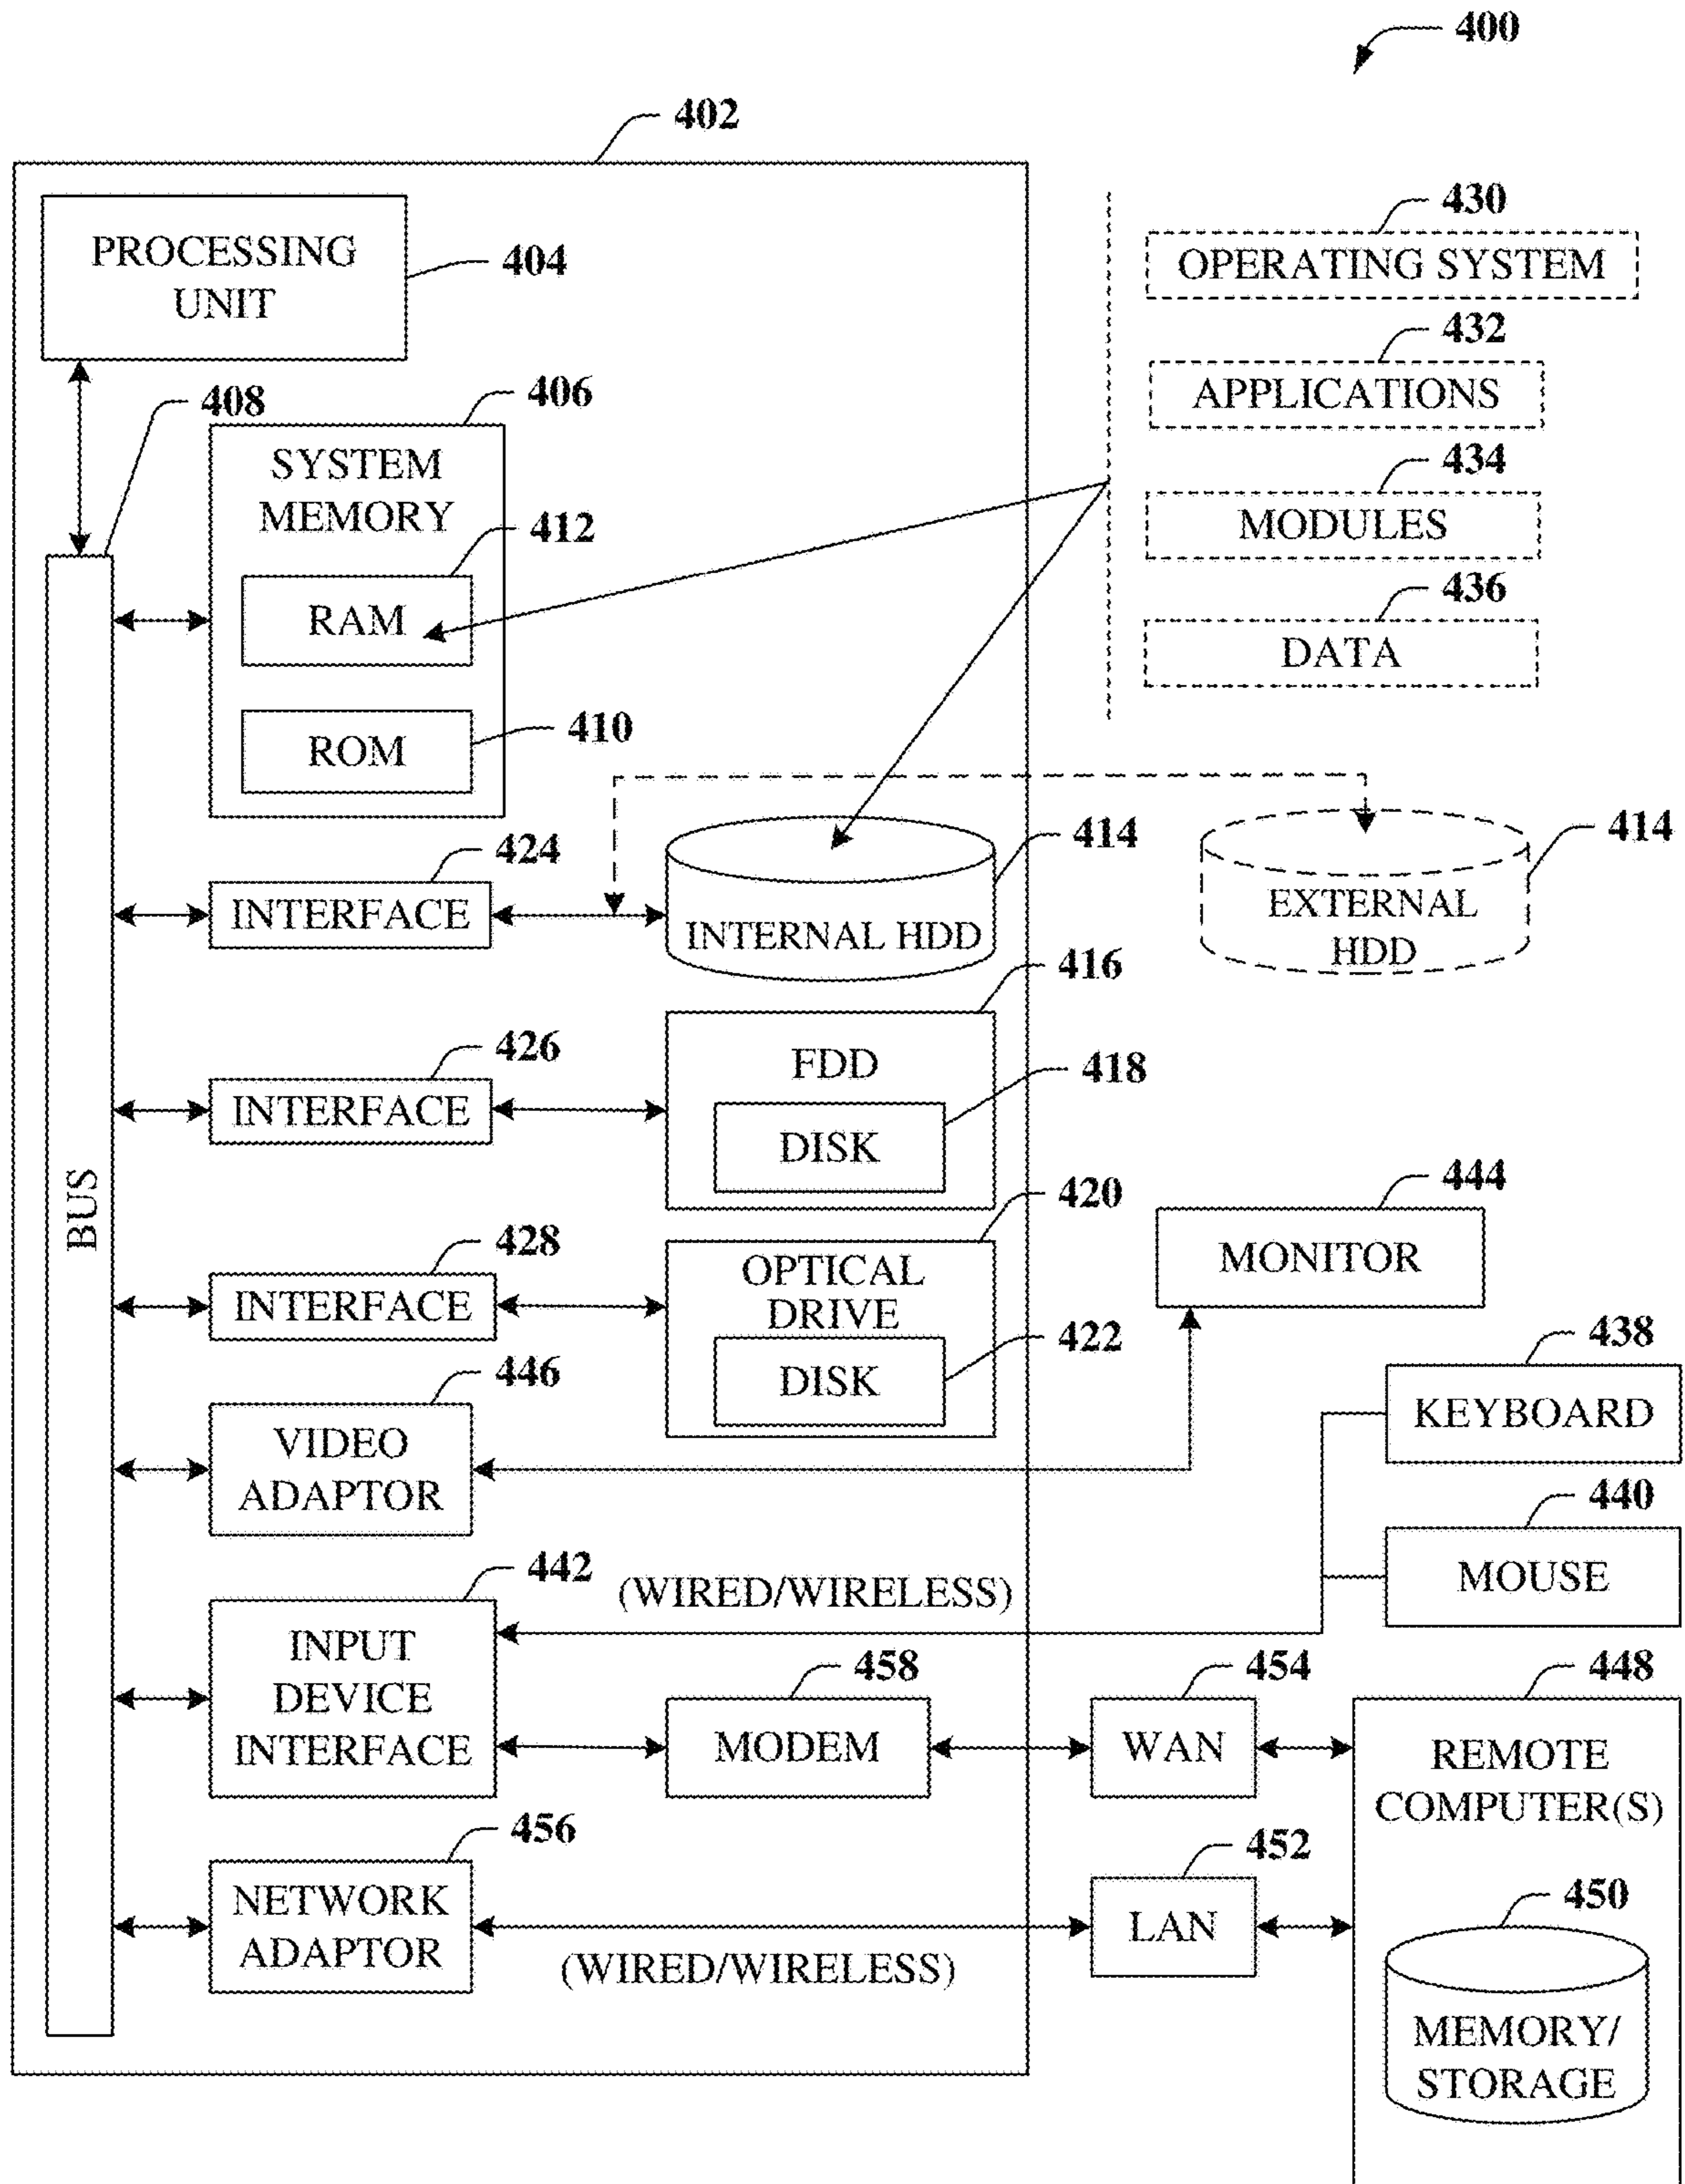 400
402
PROCESSING
UNIT
404
430
OPERATING SYSTEM
432
APPLICATIONS
434
MODULES
436
DATA
408
406
SYSTEM
MEMORY
412
RAM
410
ROM
424
INTERFACE
414
INTERNAL HDD
414
EXTERNAL
HDD
426
INTERFACE
416
FDD
418
DISK
BUS
428
INTERFACE
420
OPTICAL
DRIVE
422
DISK
444
MONITOR
446
VIDEO
ADAPTOR
438
KEYBOARD
440
MOUSE
442
(WIRED/WIRELESS)
INPUT
DEVICE
INTERFACE
458
MODEM
454
WAN
448
REMOTE
COMPUTER(S)
456
NETWORK
ADAPTOR
(WIRED/WIRELESS)
452
LAN
450
MEMORY/
STORAGE